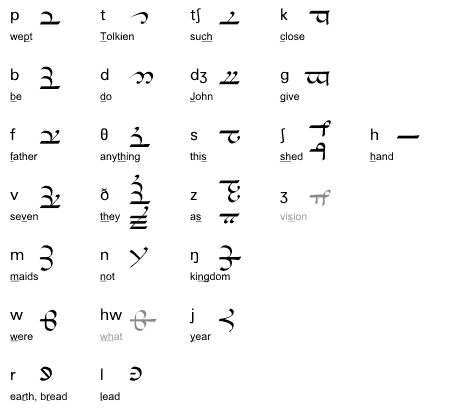 p t tʃ k
wept Tolkien such close
b d dʒ g
be do John give
f θ s ʃ h
father anything this shed hand
v ð z ʒ
seven they as vision
m n ŋ
maids not kingdom
w hw j
were what year
r l
earth, bread lead